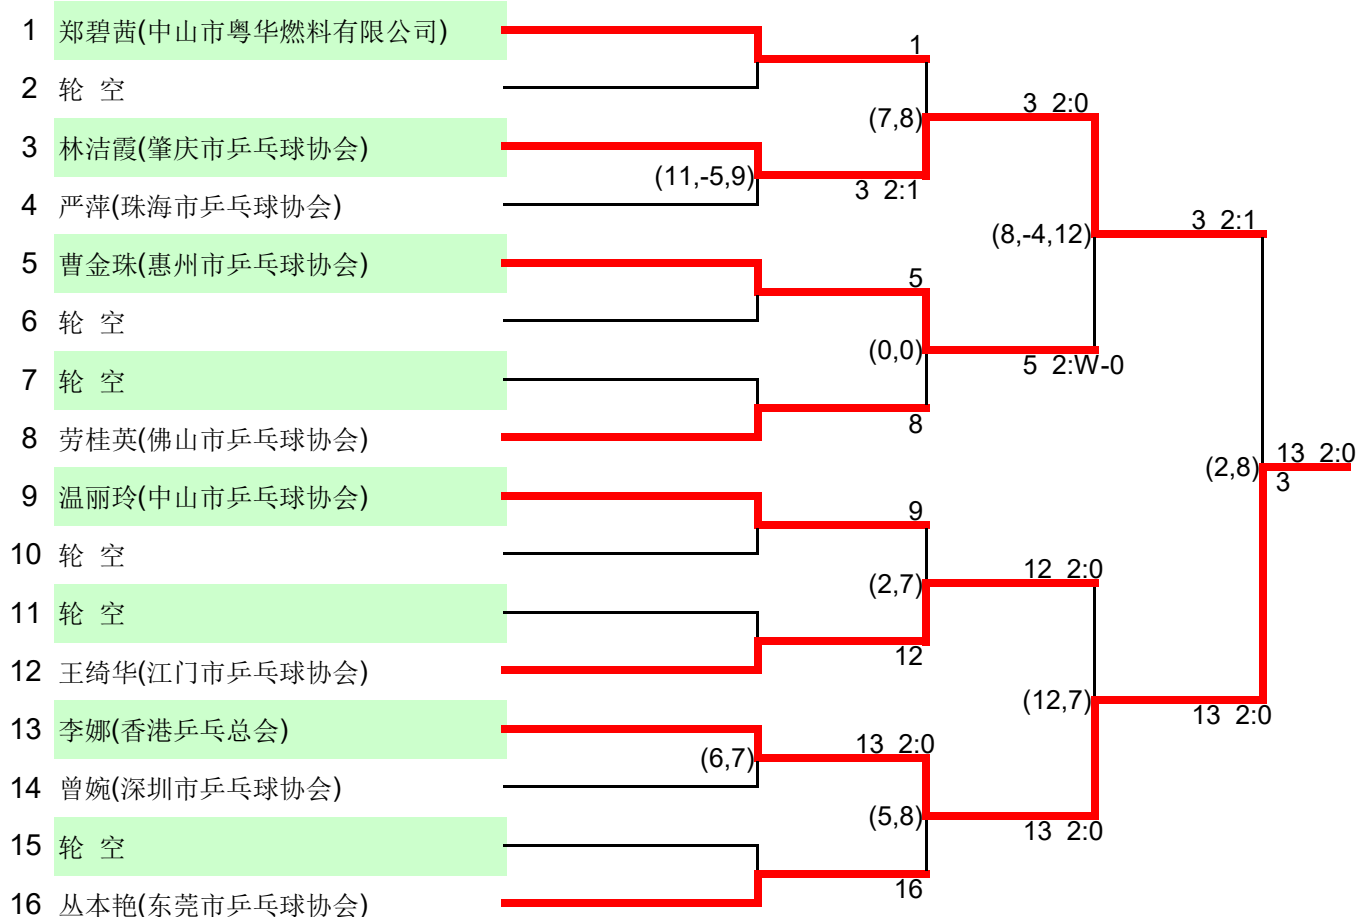 1 郑碧茜(中山市粤华燃料有限公司)
1
2 轮 空
(7,8)
3 2:0
3 林洁霞(肇庆市乒乓球协会)
(11,-5,9)
3 2:1
4 严萍(珠海市乒乓球协会)
(8,-4,12)
3 2:1
5 曹金珠(惠州市乒乓球协会)
5
6 轮 空
(0,0)
5 2:W-0
7 轮 空
8
8 劳桂英(佛山市乒乓球协会)
(2,8)
13 2:0
3
9 温丽玲(中山市乒乓球协会)
9
10 轮 空
(2,7)
12 2:0
11 轮 空
12
12 王绮华(江门市乒乓球协会)
(12,7)
13 2:0
13 李娜(香港乒乓总会)
(6,7)
13 2:0
14 曾婉(深圳市乒乓球协会)
(5,8)
13 2:0
15 轮 空
16
16 丛本艳(东莞市乒乓球协会)